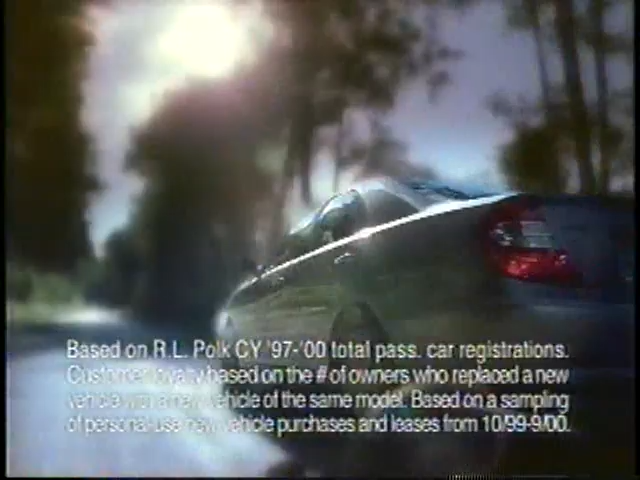 Based on R.L. Polk CY '97-'00 total pass. car registrations.
Customer loyalty based on the # of owners who replaced a new
vehicle with a new vehicle of the same model. Based on a sampling
of personal-use new vehicle purchases and leases from 10/99-9/00.